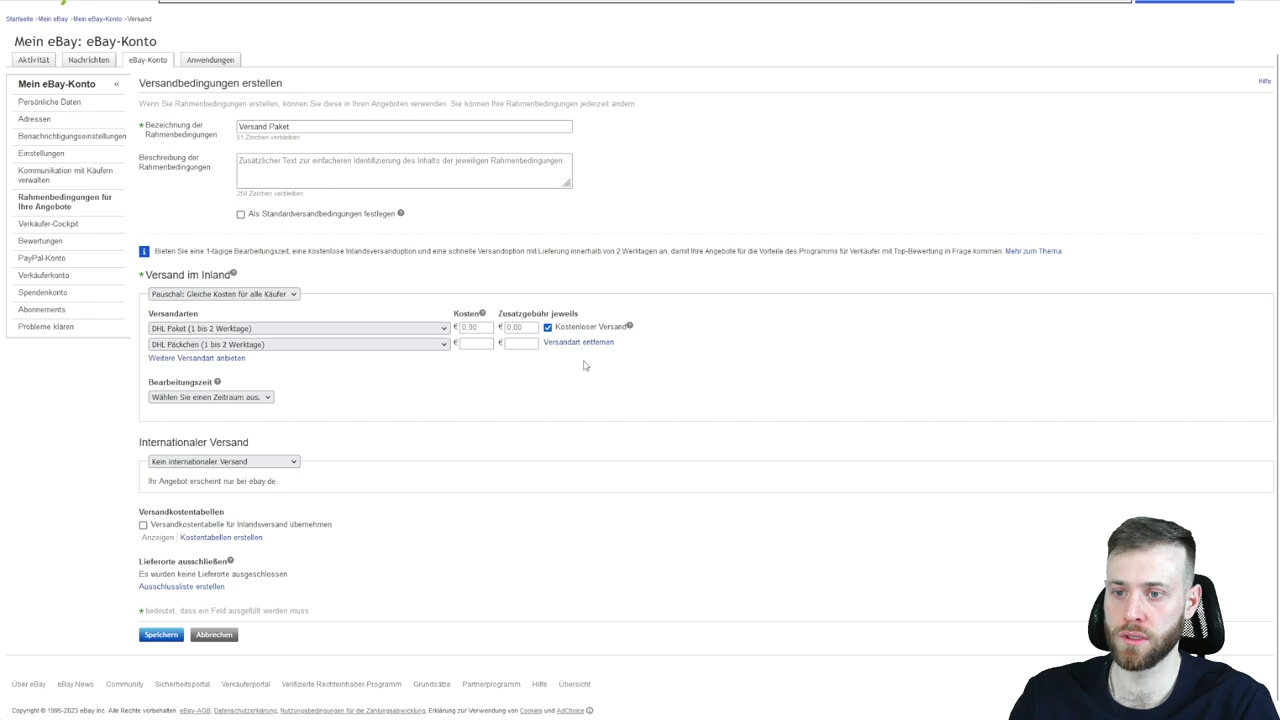 Startseite ›Mein eBay ›Mein eBay-Konto ›Versand
Mein eBay: eBay-Konto
Aktivität Nachrichten eBay-Konto Anwendungen
Mein eBay-Konto «
Persönliche Daten
Adressen
Benachrichtigungseinstellungen
Einstellungen
Kommunikation mit Käufern
verwalten
Rahmenbedingungen für
Ihre Angebote
Verkäufer-Cockpit
Bewertungen
PayPal-Konto
Verkäuferkonto
Spendenkonto
Abonnements
Probleme klären
Versandbedingungen erstellen
Hilfe
Wenn Sie Rahmenbedingungen erstellen, können Sie diese in Ihren Angeboten verwenden. Sie können Ihre Rahmenbedingungen jederzeit ändern.
* Bezeichnung der
Rahmenbedingungen
Versand Paket
51 Zeichen verbleiben
Beschreibung der
Rahmenbedingungen
Zusätzlicher Text zur einfacheren Identifizierung des Inhalts der jeweiligen Rahmenbedingungen.
250 Zeichen verbleiben
Als Standardversandbedingungen festlegen ?
i Bieten Sie eine 1-tägige Bearbeitungszeit, eine kostenlose Inlandsversandoption und eine schnelle Versandoption mit Lieferung innerhalb von 2 Werktagen an, damit Ihre Angebote für die Vorteile des Programms für Verkäufer mit Top-Bewertung in Frage kommen. Mehr zum Thema
* Versand im Inland ?
Pauschal: Gleiche Kosten für alle Käufer
Versandarten Kosten ? Zusatzgebühr jeweils
DHL Paket (1 bis 2 Werktage) € 0,00 € 0,00 Kostenloser Versand ?
DHL Päckchen (1 bis 2 Werktage) € € Versandart entfernen
Weitere Versandart anbieten
Bearbeitungszeit ?
Wählen Sie einen Zeitraum aus.
Internationaler Versand
Kein internationaler Versand
Ihr Angebot erscheint nur bei ebay.de.
Versandkostentabellen
Versandkostentabelle für Inlandsversand übernehmen
Anzeigen | Kostentabellen erstellen
Lieferorte ausschließen ?
Es wurden keine Lieferorte ausgeschlossen
Ausschlussliste erstellen
* bedeutet, dass ein Feld ausgefüllt werden muss
Speichern Abbrechen
Über eBay eBay News Community Sicherheitsportal Verkäuferportal Verifizierte Rechteinhaber-Programm Grundsätze Partnerprogramm Hilfe Übersicht
Copyright © 1995-2023 eBay Inc. Alle Rechte vorbehalten. eBay-AGB, Datenschutzerklärung, Nutzungsbedingungen für die Zahlungsabwicklung, Erklärung zur Verwendung von Cookies und AdChoice